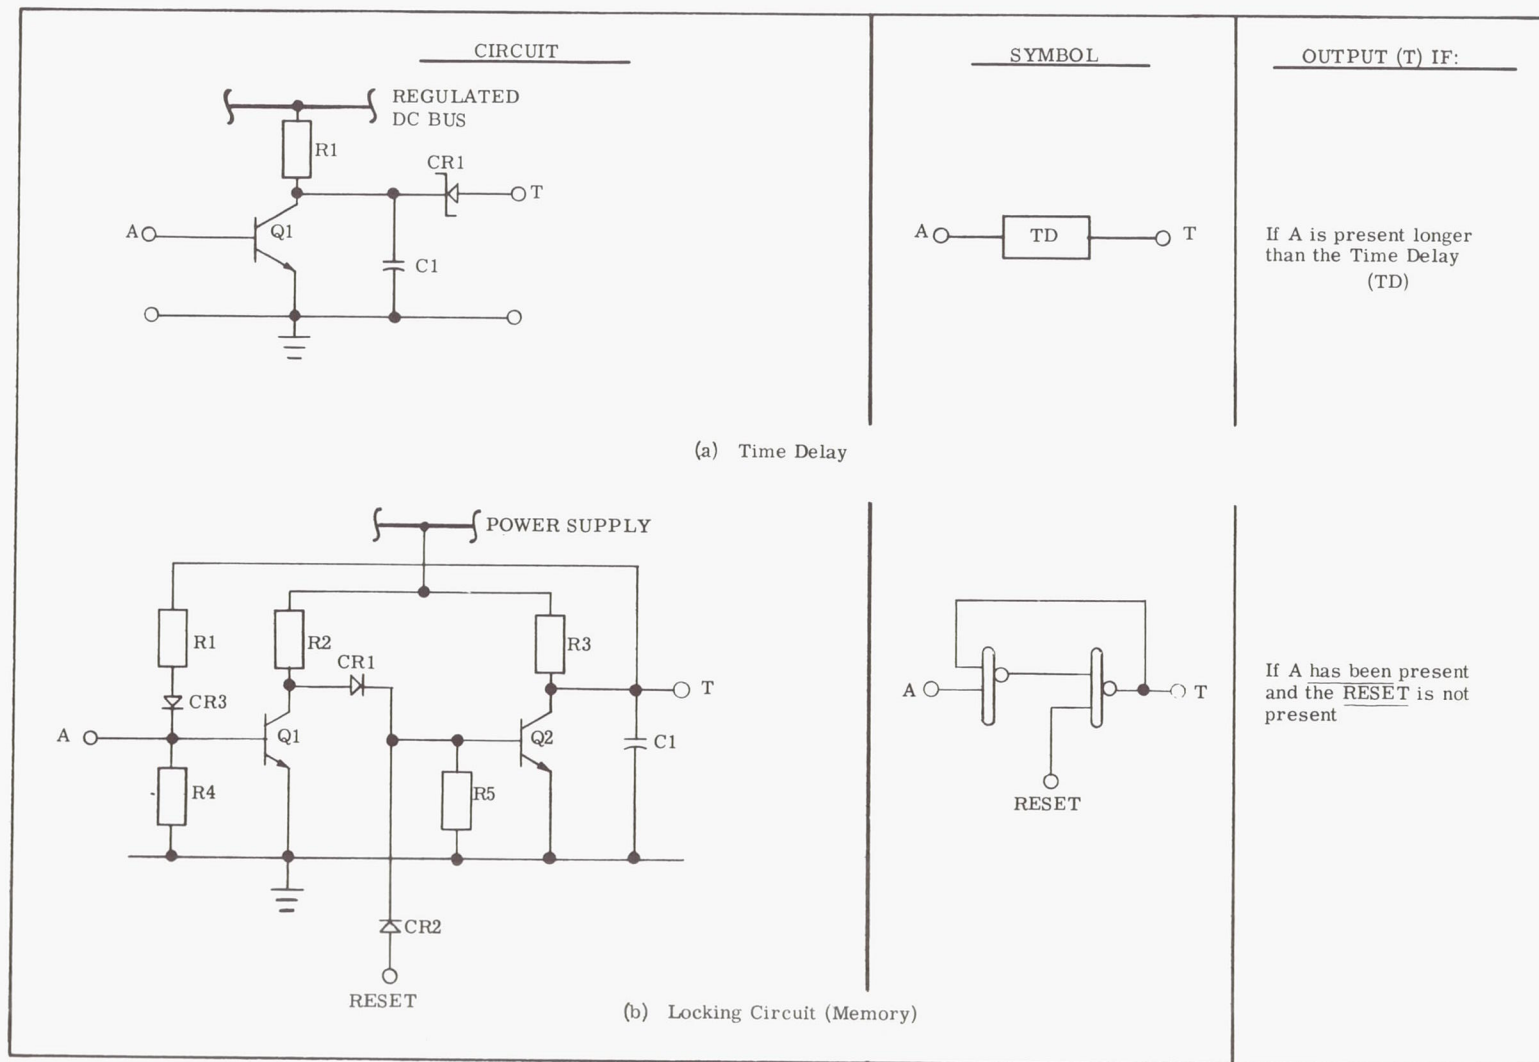 CIRCUIT
SYMBOL
OUTPUT (T) IF:
REGULATED
DC BUS
R1
CR1
T
A
Q1
C1
A
TD
T
If A is present longer
than the Time Delay
(TD)
(a) Time Delay
POWER SUPPLY
R1
R2
R3
CR1
T
CR3
A
Q1
Q2
C1
R4
R5
CR2
RESET
A
T
RESET
If A has been present
and the RESET is not
present
(b) Locking Circuit (Memory)